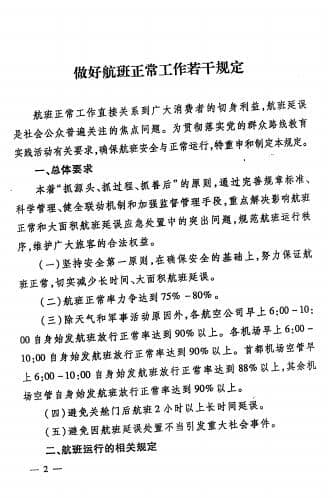 做好航班正常工作若干规定
航班正常工作直接关系到广大消费者的切身利益,航班延误
是社会公众普遍关注的焦点问题。为贯彻落实党的群众路线教育
实践活动有关要求,确保航班安全与正常运行,特重申和制定本规定。
一、总体要求
本着“抓源头、抓过程、抓善后”的原则,通过完善规章标准、
科学管理、健全联动机制和加强监督管理手段,重点解决影响航班
正常和大面积航班延误应急处置中的突出问题,规范航班运行秩
序,维护广大旅客的合法权益。
(一)坚持安全第一原则,在确保安全的基础上,努力保证航
班正常,切实减少长时间、大面积航班延误。
(二)航班正常率力争达到75%-80%。
(三)除天气和军事活动原因外,各航空公司早上6:00-10:
00自身始发航班放行正常率达到90%以上。各机场早上6:00-
10:00自身始发航班放行正常率达到90%以上。首都机场空管早
上6:00-10:00自身始发航班放行正常率达到88%以上,其余机
场空管自身始发航班放行正常率达到90%以上。
(四)避免关舱门后航班2小时以上长时间延误。
(五)避免因航班延误处置不当引发重大社会事件。
二、航班运行的相关规定
— 2 —